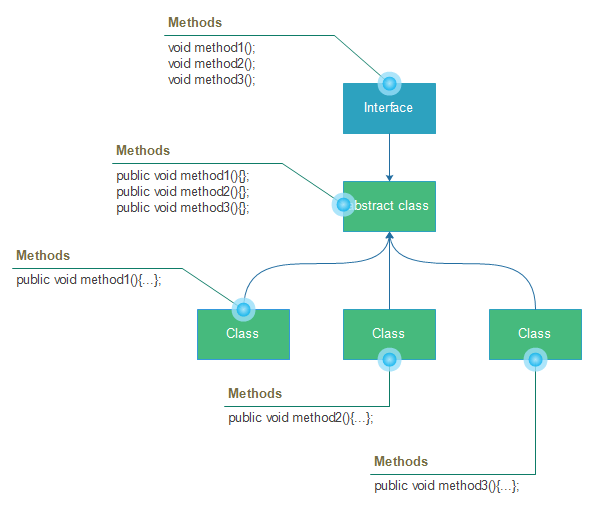 Methods
void method1();
void method2();
void method3();
Interface
Methods
public void method1(){};
public void method2(){};
public void method3(){};
bstract class
Methods
public void method1(){...};
Class
Class
Class
Methods
public void method2(){...};
Methods
public void method3(){...};